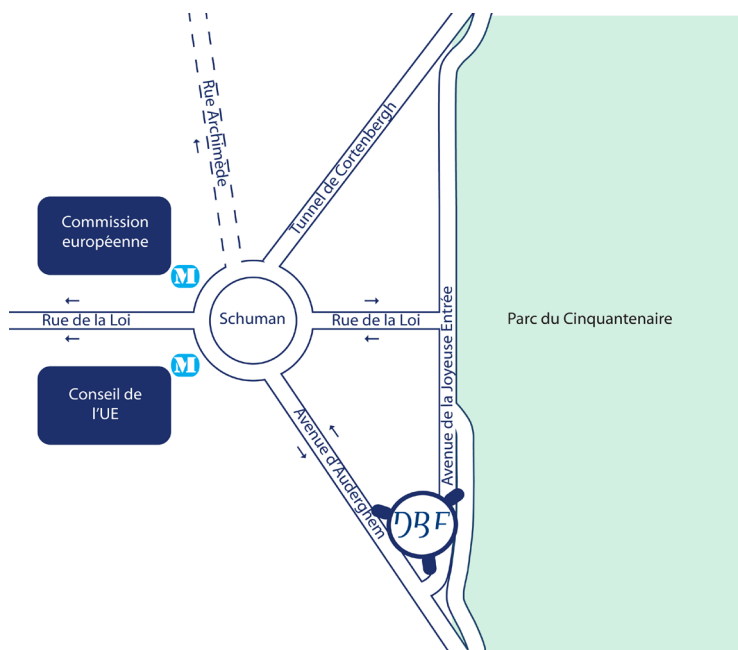 Rue Archimède
Tunnel de Cortenbergh
Commission
européenne
M
Rue de la Loi
Schuman
Rue de la Loi
Parc du Cinquantenaire
M
Conseil de
l'UE
Avenue de la Joyeuse Entrée
Avenue d'Auderghem
DBF